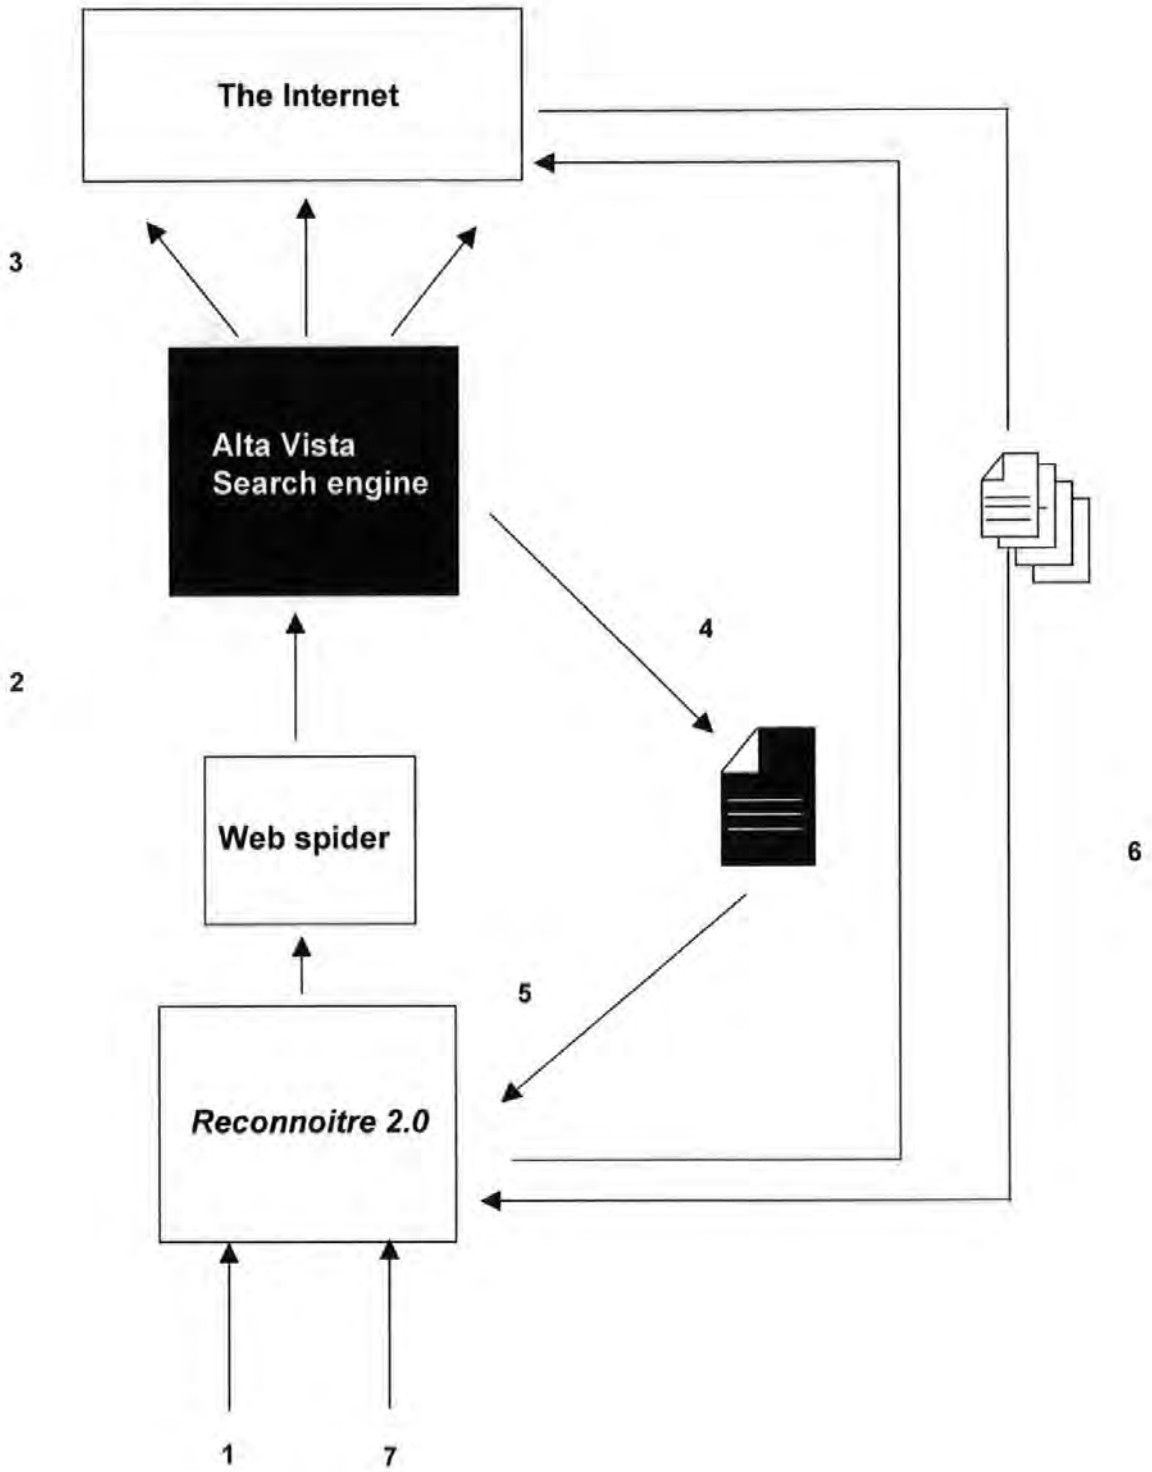 The Internet
3
Alta Vista
Search engine
4
2
Web spider
6
5
Reconnoitre 2.0
1
7